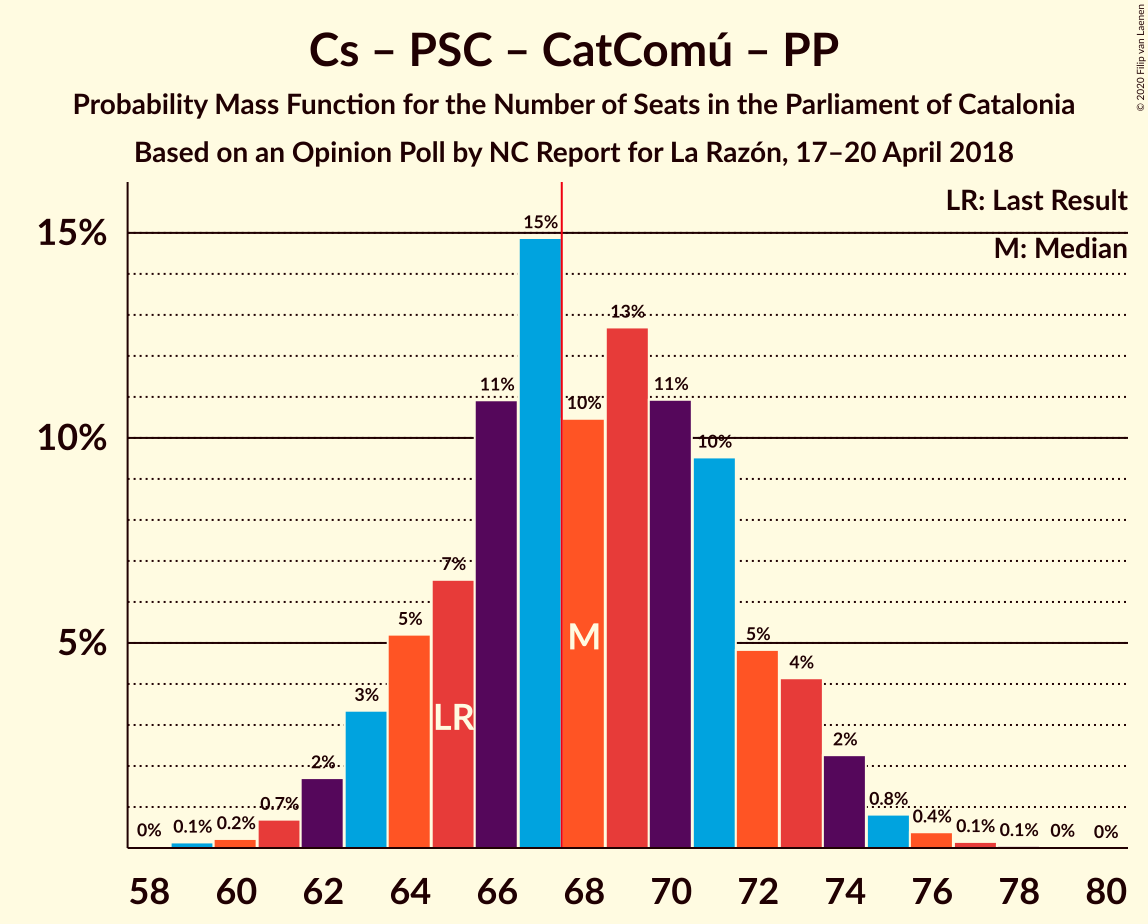 Cs – PSC – CatComú – PP
Probability Mass Function for the Number of Seats in the Parliament of Catalonia
Based on an Opinion Poll by NC Report for La Razón, 17–20 April 2018
© 2020 Filip van Laenen
LR: Last Result
M: Median
15%
10%
5%
0% 0.1% 0.2% 0.7% 2% 3% 5% 7% 11% 15% 10% 13% 11% 10% 5% 4% 2% 0.8% 0.4% 0.1% 0.1% 0% 0%
LR
M
58 60 62 64 66 68 70 72 74 76 78 80